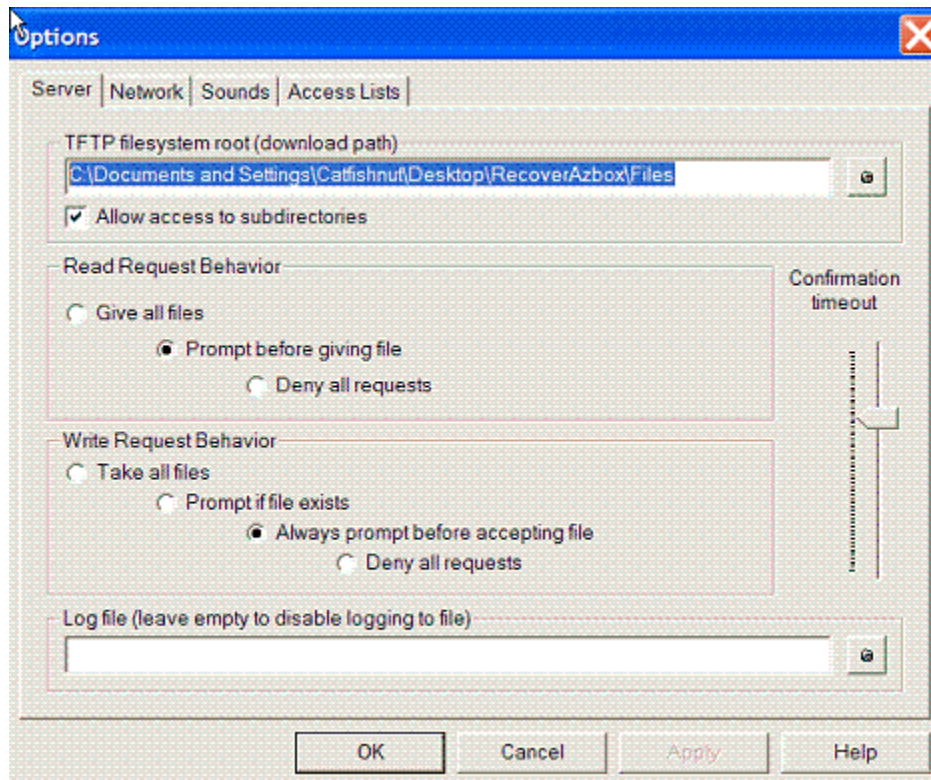 Options
Server Network Sounds Access Lists
TFTP filesystem root (download path)
C:\Documents and Settings\Catfishnut\Desktop\RecoverAzbox\Files
Allow access to subdirectories
Read Request Behavior
Give all files
Prompt before giving file
Deny all requests
Confirmation
timeout
Write Request Behavior
Take all files
Prompt if file exists
Always prompt before accepting file
Deny all requests
Log file (leave empty to disable logging to file)
OK Cancel Apply Help